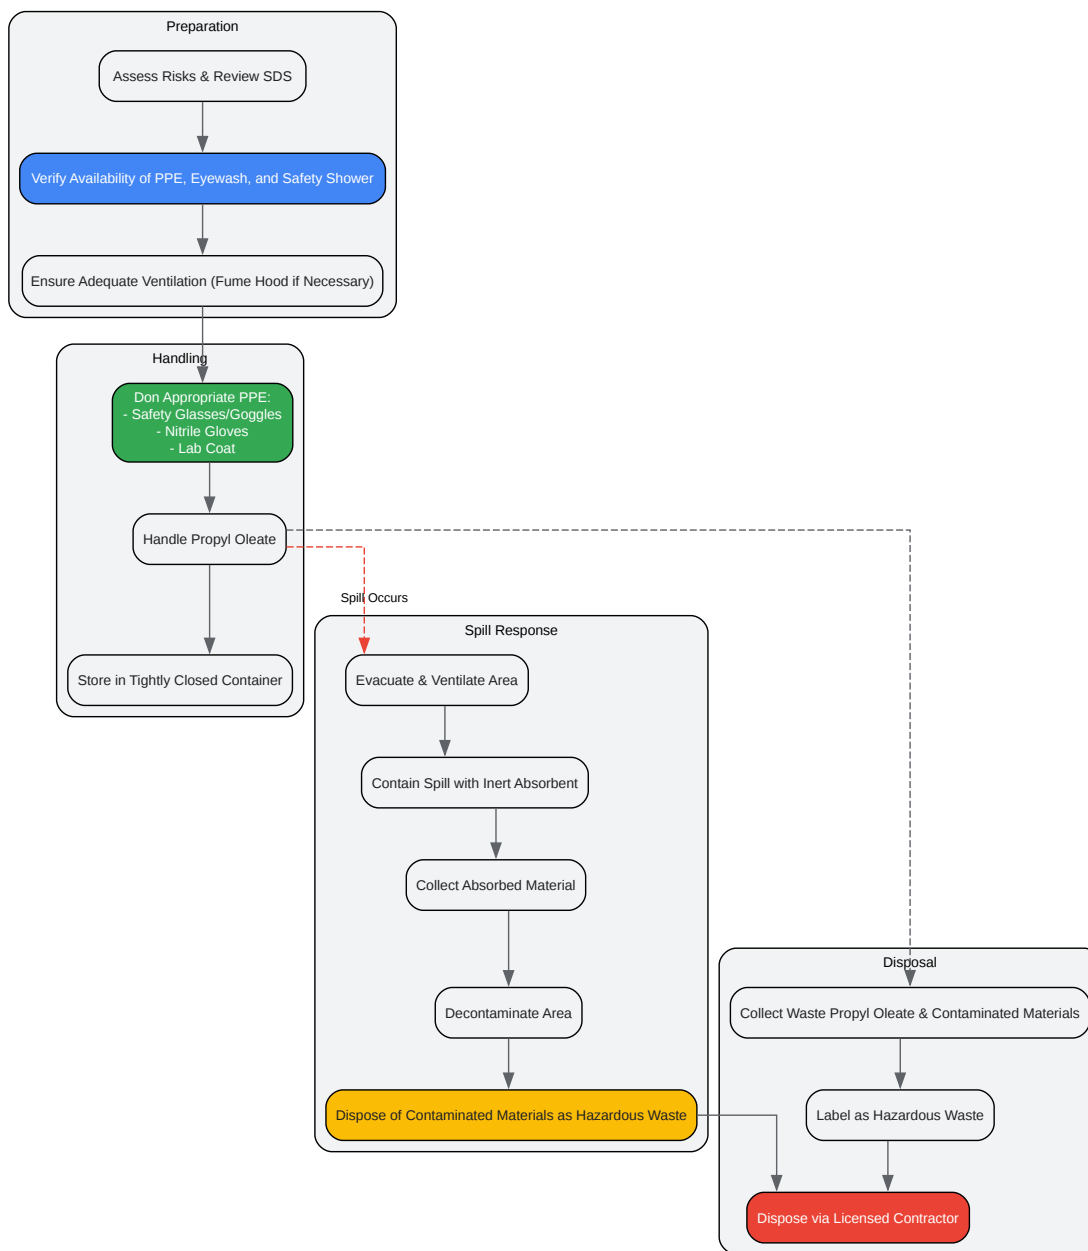 Preparation
Assess Risks & Review SDS
Verify Availability of PPE, Eyewash, and Safety Shower
Ensure Adequate Ventilation (Fume Hood if Necessary)
Handling
Don Appropriate PPE:
- Safety Glasses/Goggles
- Nitrile Gloves
- Lab Coat
Handle Propyl Oleate
Store in Tightly Closed Container
Spill Occurs
Spill Response
Evacuate & Ventilate Area
Contain Spill with Inert Absorbent
Collect Absorbed Material
Decontaminate Area
Dispose of Contaminated Materials as Hazardous Waste
Disposal
Collect Waste Propyl Oleate & Contaminated Materials
Label as Hazardous Waste
Dispose via Licensed Contractor